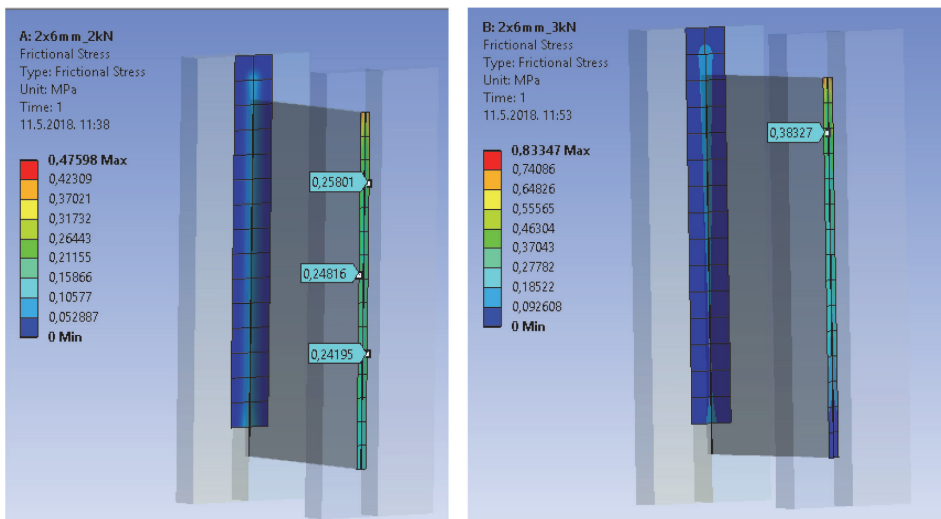 A: 2x6mm_2kN
Frictional Stress
Type: Frictional Stress
Unit: MPa
Time: 1
11.5.2018. 11:38
0,47598 Max
0,42309
0,37021
0,31732
0,26443
0,21155
0,15866
0,10577
0,052887
0 Min
0,25801
0,24816
0,24195
B: 2x6mm_3kN
Frictional Stress
Type: Frictional Stress
Unit: MPa
Time: 1
11.5.2018. 11:53
0,83347 Max
0,74086
0,64826
0,55565
0,46304
0,37043
0,27782
0,18522
0,092608
0 Min
0,38327